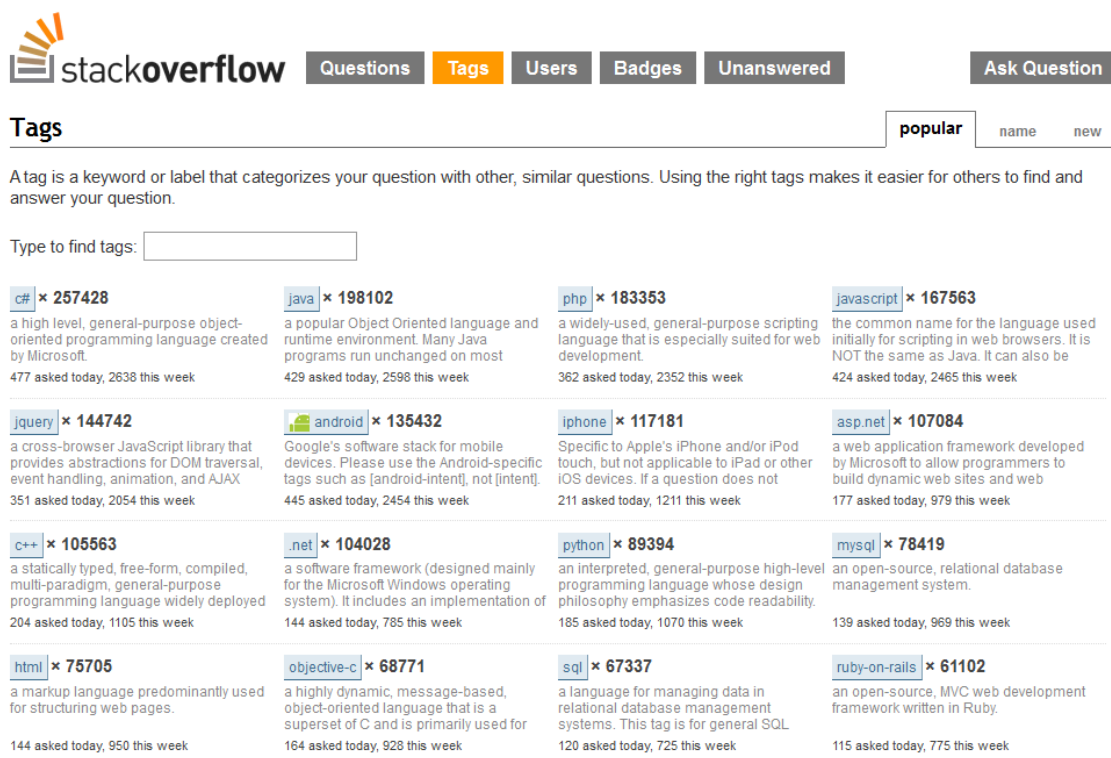 stackoverflow Questions Tags Users Badges Unanswered Ask Question
Tags popular name new
A tag is a keyword or label that categorizes your question with other, similar questions. Using the right tags makes it easier for others to find and
answer your question.
Type to find tags:
c# × 257428
a high level, general-purpose object-
oriented programming language created
by Microsoft.
477 asked today, 2638 this week
java × 198102
a popular Object Oriented language and
runtime environment. Many Java
programs run unchanged on most
429 asked today, 2598 this week
php × 183353
a widely-used, general-purpose scripting
language that is especially suited for web
development.
362 asked today, 2352 this week
javascript × 167563
the common name for the language used
initially for scripting in web browsers. It is
NOT the same as Java. It can also be
424 asked today, 2465 this week
jquery × 144742
a cross-browser JavaScript library that
provides abstractions for DOM traversal,
event handling, animation, and AJAX
351 asked today, 2054 this week
android × 135432
Google's software stack for mobile
devices. Please use the Android-specific
tags such as [android-intent], not [intent].
445 asked today, 2454 this week
iphone × 117181
Specific to Apple's iPhone and/or iPod
touch, but not applicable to iPad or other
iOS devices. If a question does not
211 asked today, 1211 this week
asp.net × 107084
a web application framework developed
by Microsoft to allow programmers to
build dynamic web sites and web
177 asked today, 979 this week
c++ × 105563
a statically typed, free-form, compiled,
multi-paradigm, general-purpose
programming language widely deployed
204 asked today, 1105 this week
.net × 104028
a software framework (designed mainly
for the Microsoft Windows operating
system). It includes an implementation of
144 asked today, 785 this week
python × 89394
an interpreted, general-purpose high-level
programming language whose design
philosophy emphasizes code readability.
185 asked today, 1070 this week
mysql × 78419
an open-source, relational database
management system.
139 asked today, 969 this week
html × 75705
a markup language predominantly used
for structuring web pages.
144 asked today, 950 this week
objective-c × 68771
a highly dynamic, message-based,
object-oriented language that is a
superset of C and is primarily used for
164 asked today, 928 this week
sql × 67337
a language for managing data in
relational database management
systems. This tag is for general SQL
120 asked today, 725 this week
ruby-on-rails × 61102
an open-source, MVC web development
framework written in Ruby.
115 asked today, 775 this week